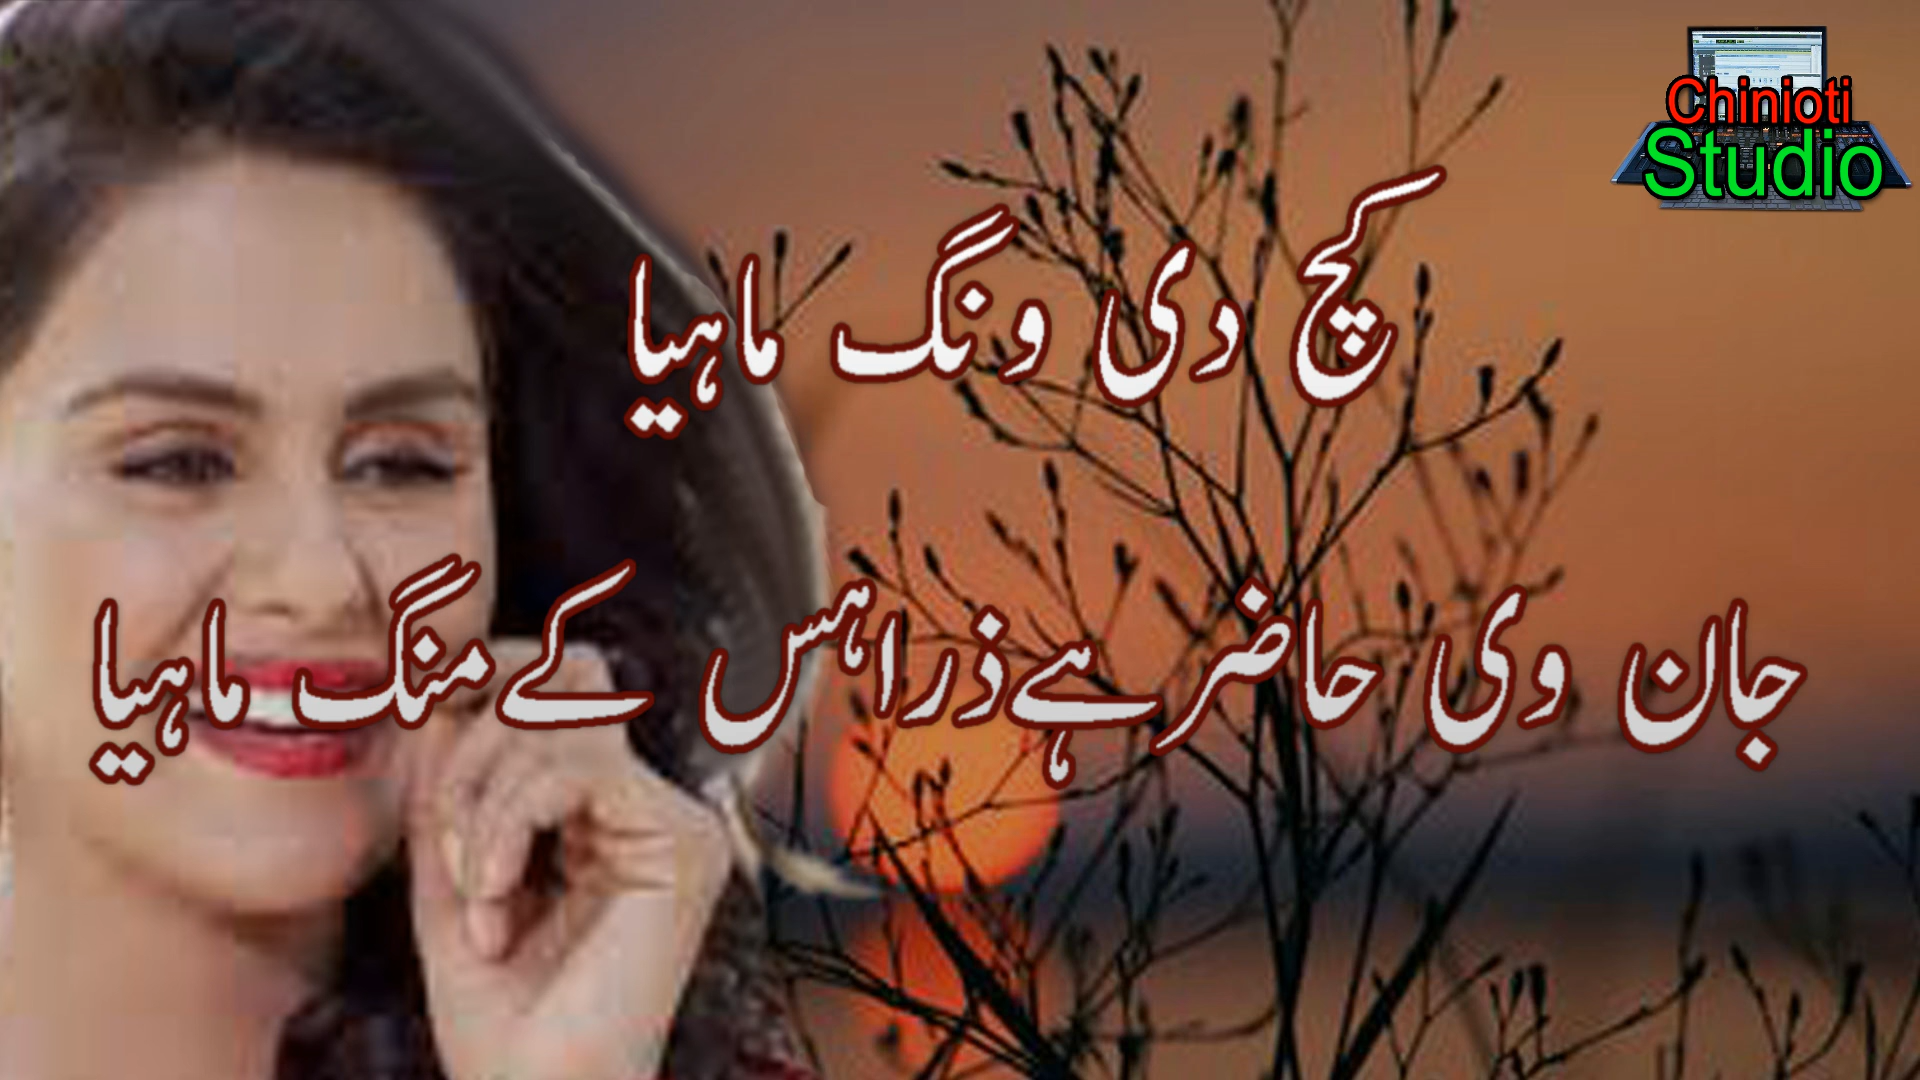 Chinioti
Studio
کچ دی ونگ ماہیا
جان وی حاضر ہے ذرا ہس کے منگ ماہیا